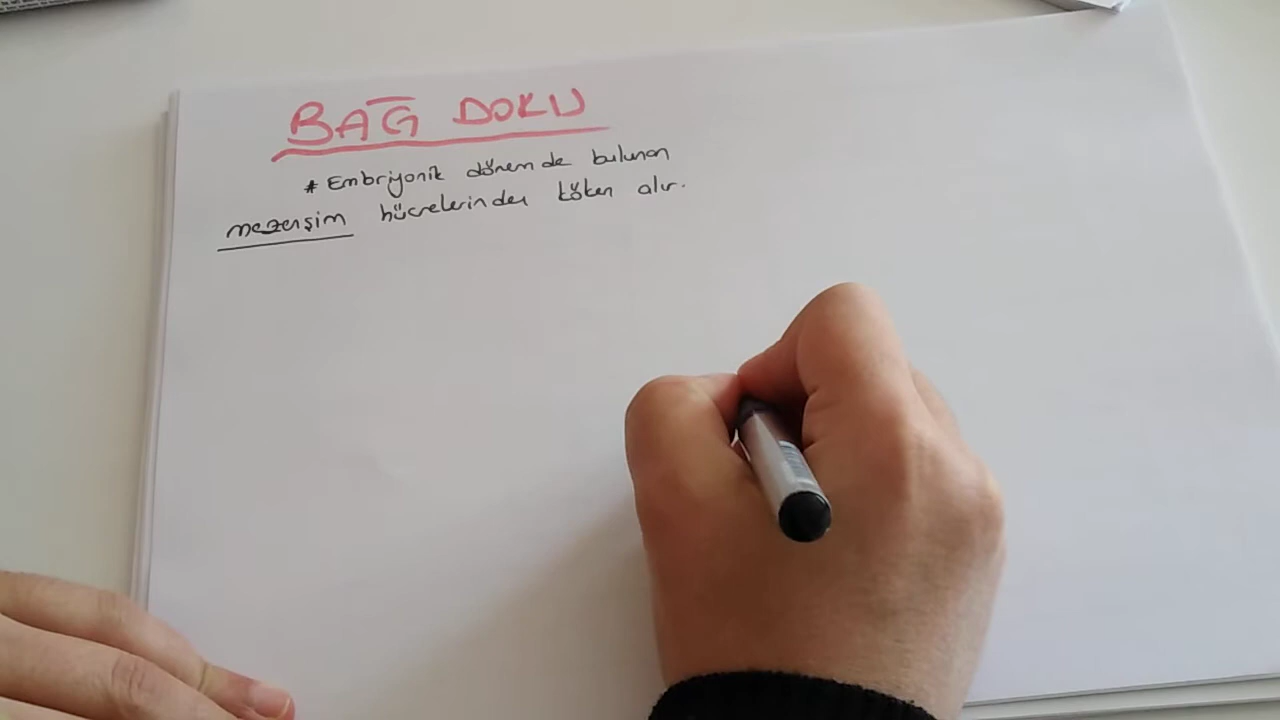 BAĞ DOKU
* Embriyonik dönemde bulunan
mezenşim hücrelerinden köken alır.